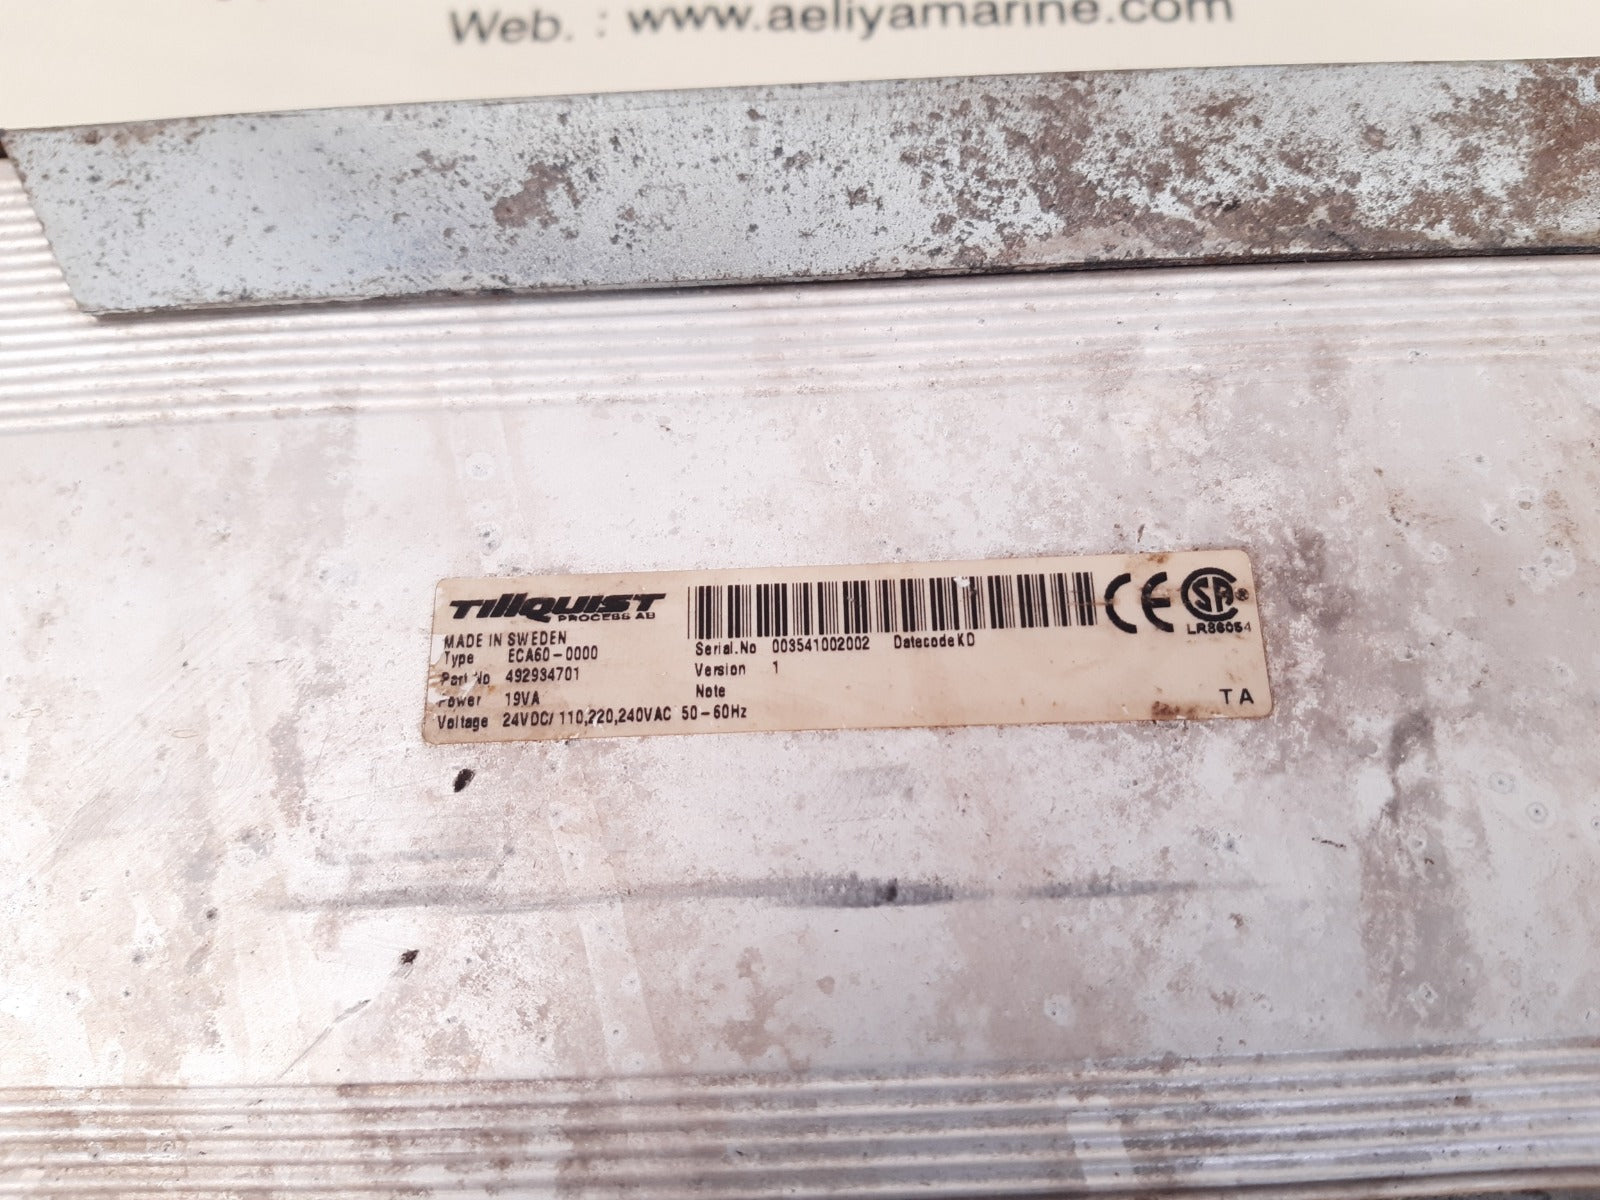 Web. : www.aeliyamarine.com
TillQUIST
PROCESS AB
MADE IN SWEDEN
Type ECA60-0000
Part No 492934701
Power 19VA
Voltage 24VDC/110,220,240VAC 50-60Hz
Serial.No 003541002002 Datecode KD
Version 1
Note
CE
SA®
LR86054
TA